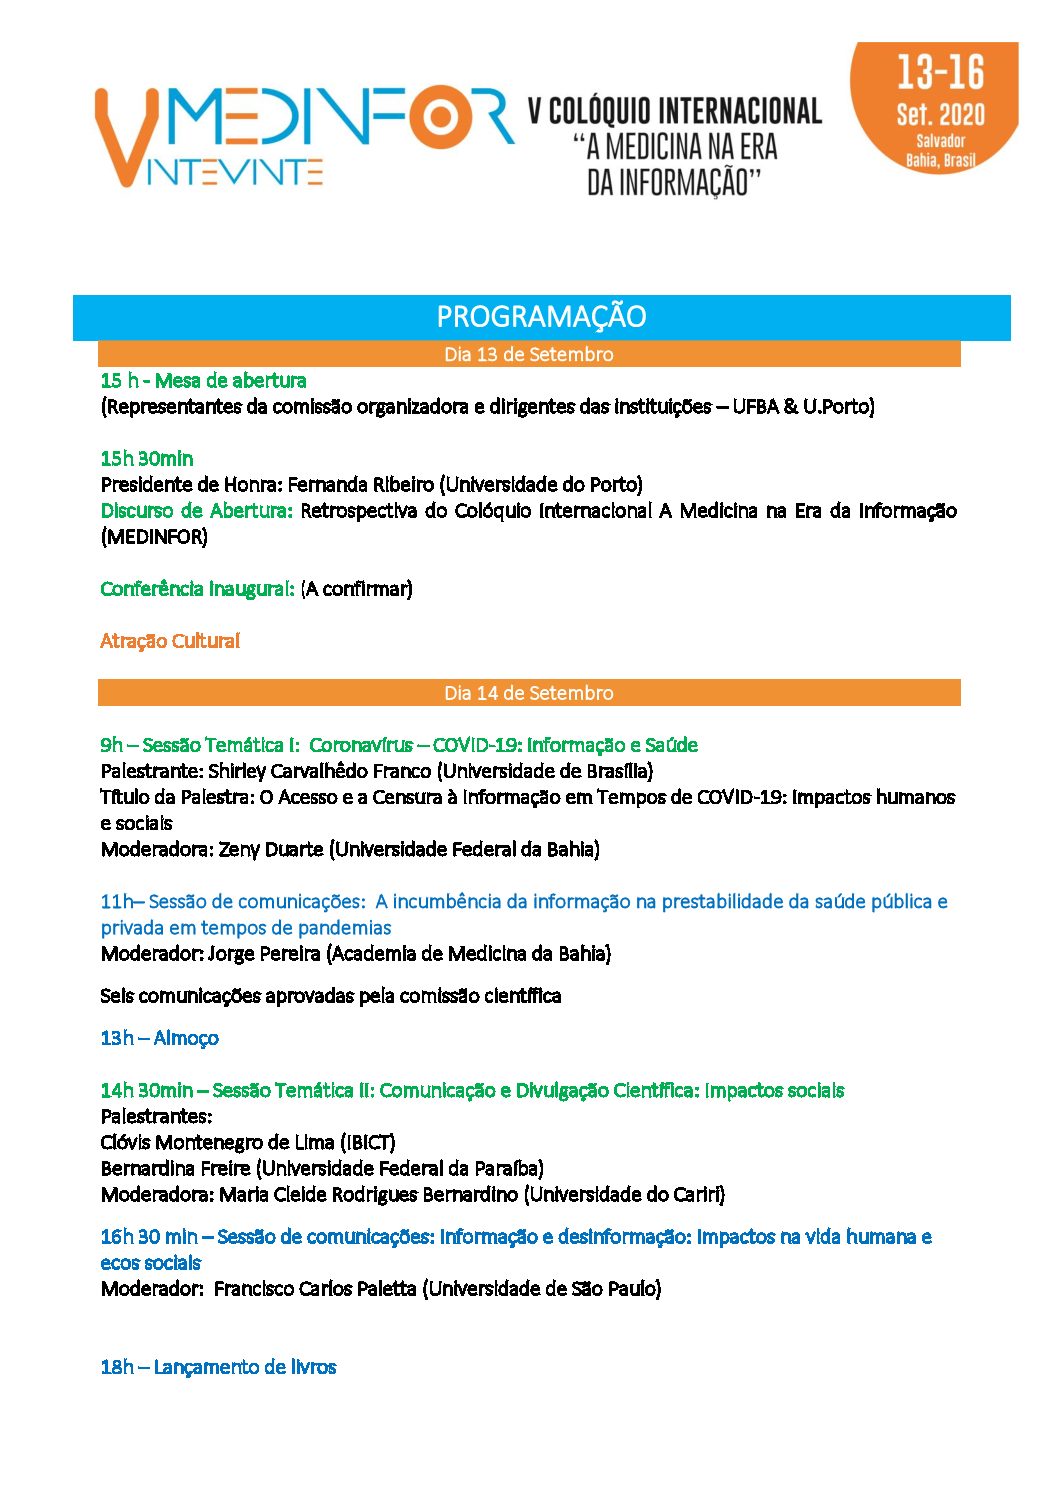 VMEDINFOR
VINTEVINTE
V COLÓQUIO INTERNACIONAL
“A MEDICINA NA ERA
DA INFORMAÇÃO”
13-16
Set. 2020
Salvador
Bahia, Brasil
PROGRAMAÇÃO
Dia 13 de Setembro
15 h - Mesa de abertura
(Representantes da comissão organizadora e dirigentes das instituições – UFBA & U.Porto)
15h 30min
Presidente de Honra: Fernanda Ribeiro (Universidade do Porto)
Discurso de Abertura: Retrospectiva do Colóquio Internacional A Medicina na Era da Informação
(MEDINFOR)
Conferência Inaugural: (A confirmar)
Atração Cultural
Dia 14 de Setembro
9h – Sessão Temática I:  Coronavírus – COVID-19: Informação e Saúde
Palestrante: Shirley Carvalhêdo Franco (Universidade de Brasília)
Título da Palestra: O Acesso e a Censura à Informação em Tempos de COVID-19: Impactos humanos
e sociais
Moderadora: Zeny Duarte (Universidade Federal da Bahia)
11h– Sessão de comunicações:  A incumbência da informação na prestabilidade da saúde pública e
privada em tempos de pandemias
Moderador: Jorge Pereira (Academia de Medicina da Bahia)
Seis comunicações aprovadas pela comissão científica
13h – Almoço
14h 30min – Sessão Temática II: Comunicação e Divulgação Científica: Impactos sociais
Palestrantes:
Clóvis Montenegro de Lima (IBICT)
Bernardina Freire (Universidade Federal da Paraíba)
Moderadora: Maria Cleide Rodrigues Bernardino (Universidade do Cariri)
16h 30 min – Sessão de comunicações: Informação e desinformação: Impactos na vida humana e
ecos sociais
Moderador:  Francisco Carlos Paletta (Universidade de São Paulo)
18h – Lançamento de livros